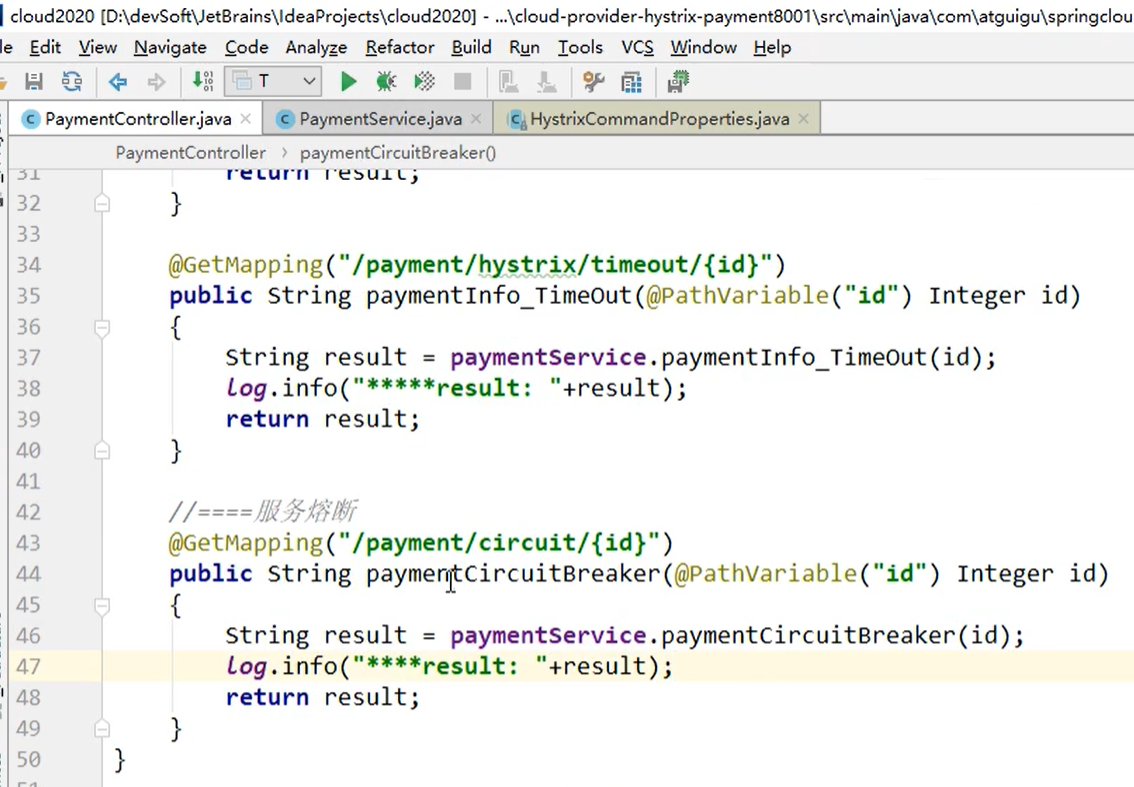 cloud2020 [D:\devSoft\JetBrains\IdeaProjects\cloud2020] - ...\cloud-provider-hystrix-payment8001\src\main\java\com\atguigu\springclou
le Edit View Navigate Code Analyze Refactor Build Run Tools VCS Window Help
T
PaymentController.java PaymentService.java HystrixCommandProperties.java
PaymentController › paymentCircuitBreaker()
31 return result;
32 }
33
34 @GetMapping("/payment/hystrix/timeout/{id}")
35 public String paymentInfo_TimeOut(@PathVariable("id") Integer id)
36 {
37 String result = paymentService.paymentInfo_TimeOut(id);
38 log.info("*****result: "+result);
39 return result;
40 }
41
42 //====服务熔断
43 @GetMapping("/payment/circuit/{id}")
44 public String paymentCircuitBreaker(@PathVariable("id") Integer id)
45 {
46 String result = paymentService.paymentCircuitBreaker(id);
47 log.info("****result: "+result);
48 return result;
49 }
50 }
51